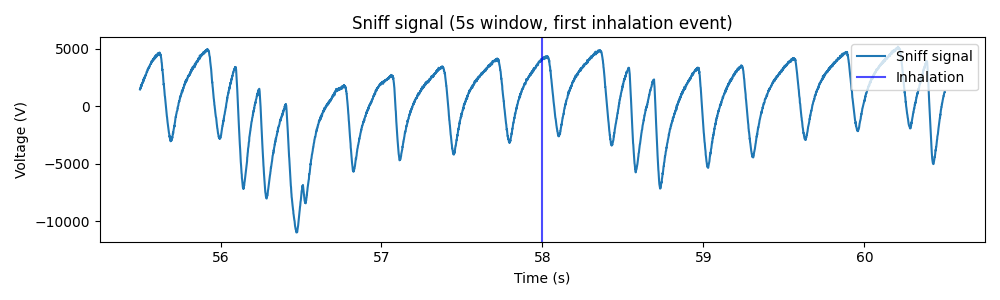 Sniff signal (5s window, first inhalation event)
5000
0
−5000
−10000
Voltage (V)
Sniff signal
Inhalation
56
57
58
59
60
Time (s)